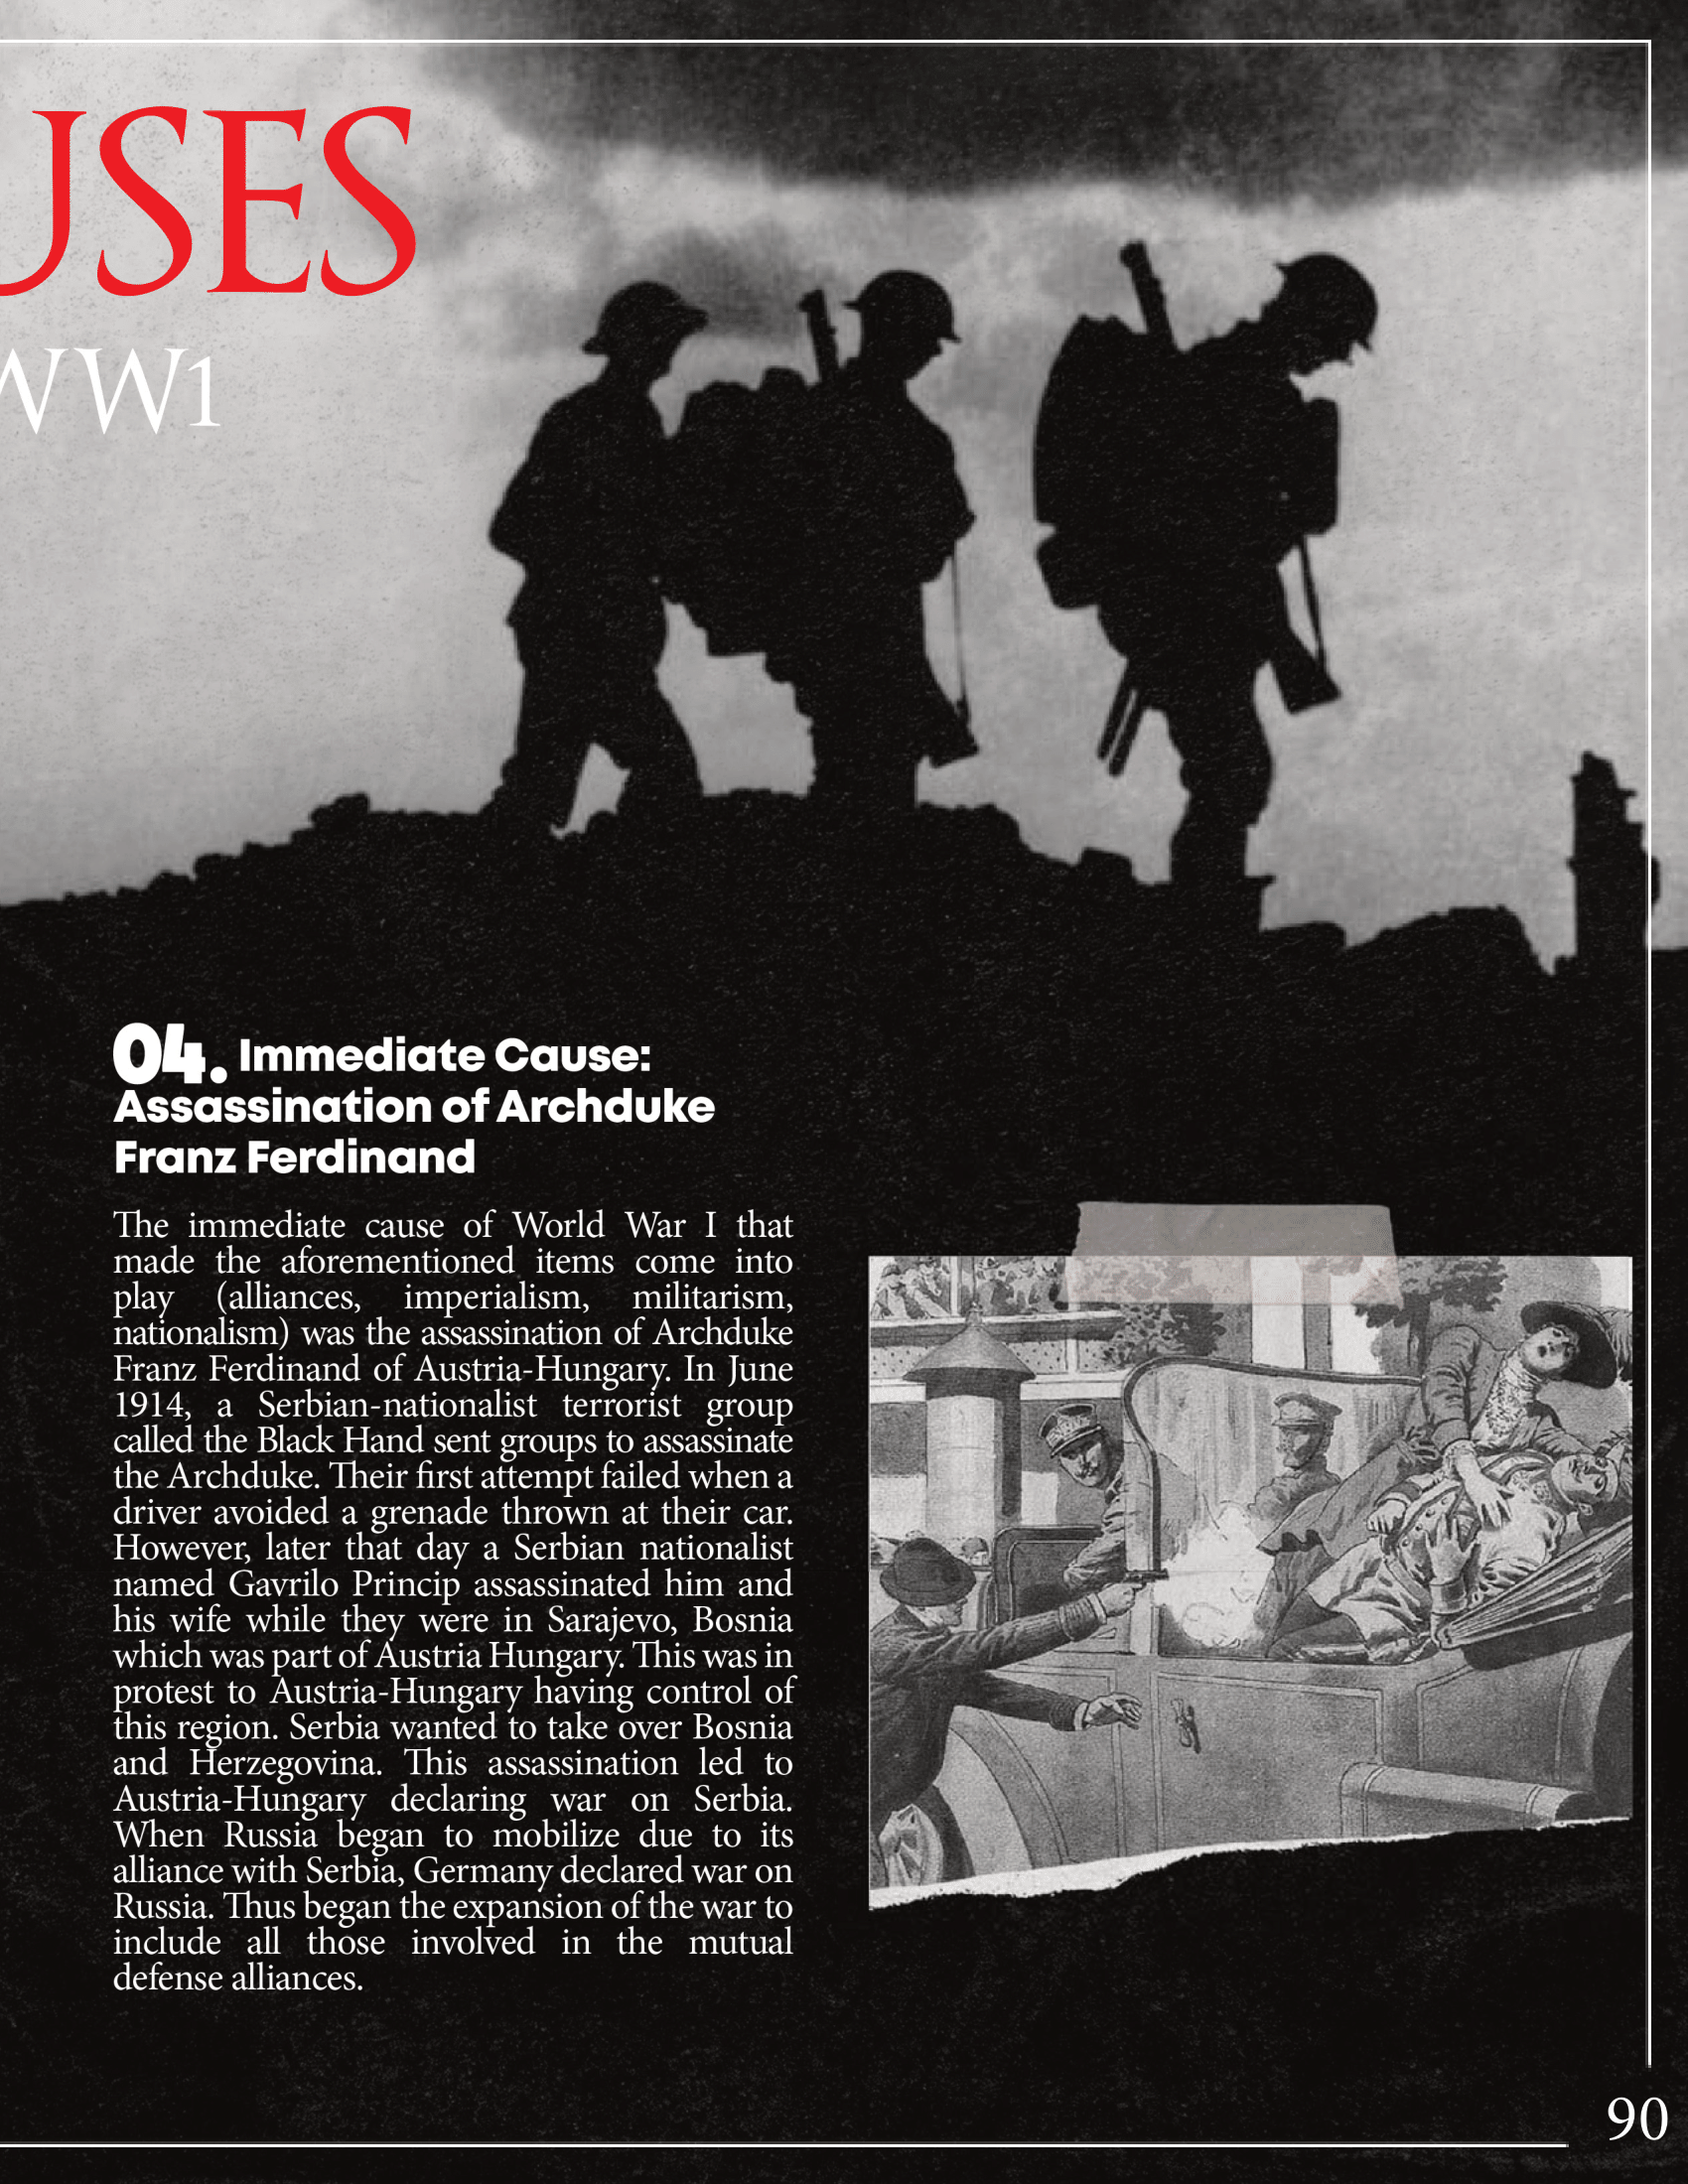 USES
WW1
04. Immediate Cause:
Assassination of Archduke
Franz Ferdinand
The immediate cause of World War I that
made the aforementioned items come into
play (alliances, imperialism, militarism,
nationalism) was the assassination of Archduke
Franz Ferdinand of Austria-Hungary. In June
1914, a Serbian-nationalist terrorist group
called the Black Hand sent groups to assassinate
the Archduke. Their first attempt failed when a
driver avoided a grenade thrown at their car.
However, later that day a Serbian nationalist
named Gavrilo Princip assassinated him and
his wife while they were in Sarajevo, Bosnia
which was part of Austria Hungary. This was in
protest to Austria-Hungary having control of
this region. Serbia wanted to take over Bosnia
and Herzegovina. This assassination led to
Austria-Hungary declaring war on Serbia.
When Russia began to mobilize due to its
alliance with Serbia, Germany declared war on
Russia. Thus began the expansion of the war to
include all those involved in the mutual
defense alliances.
90